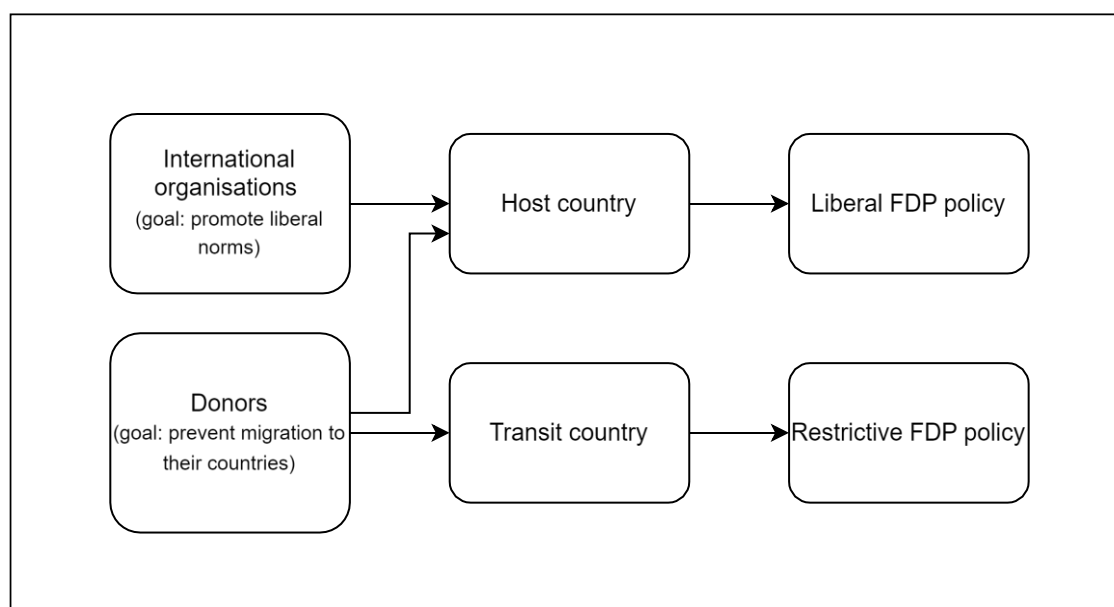 International
organisations
(goal: promote liberal
norms)
Host country
Liberal FDP policy
Donors
(goal: prevent migration to
their countries)
Transit country
Restrictive FDP policy